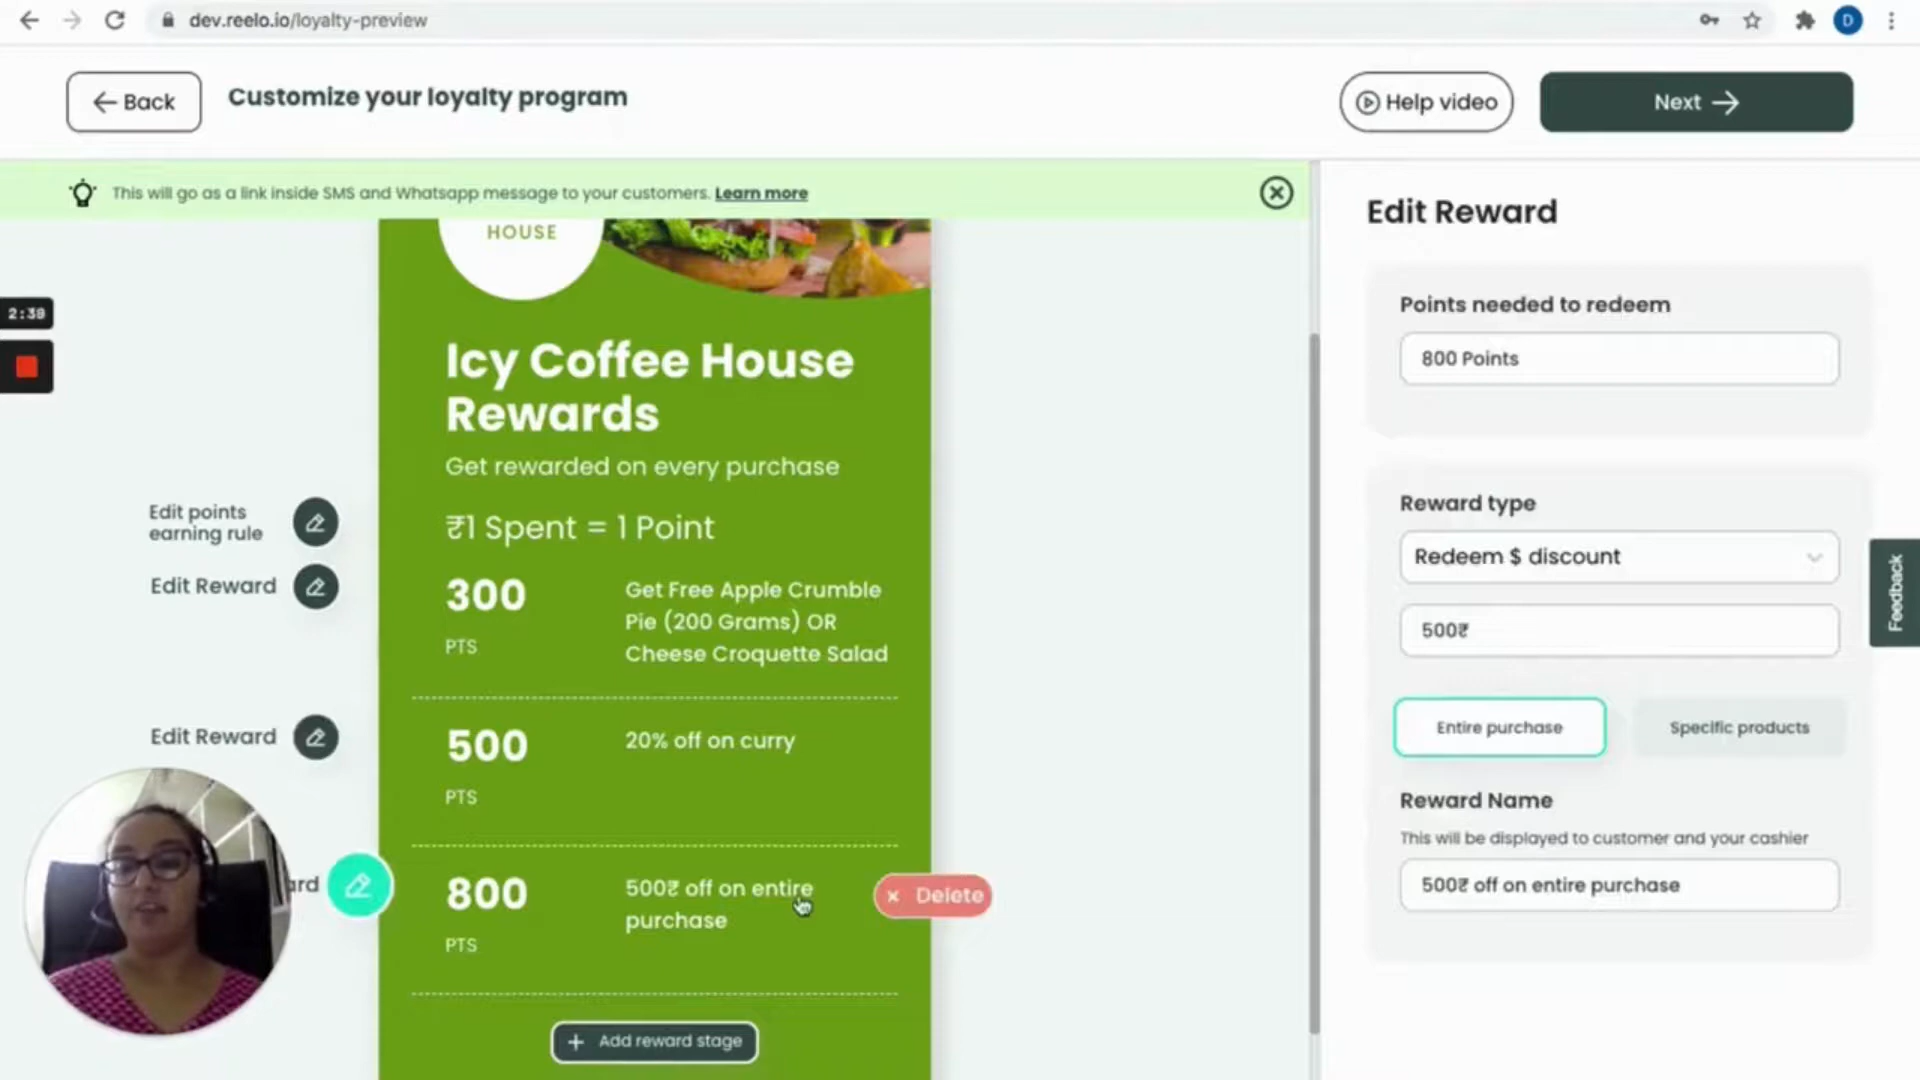 dev.reelo.io/loyalty-preview
D
Back
Customize your loyalty program
Help video
Next
This will go as a link inside SMS and Whatsapp message to your customers. Learn more
HOUSE
2:39
Icy Coffee House
Rewards
Get rewarded on every purchase
Edit points
earning rule
₹1 Spent = 1 Point
Edit Reward
300
PTS
Get Free Apple Crumble
Pie (200 Grams) OR
Cheese Croquette Salad
Edit Reward
500
PTS
20% off on curry
ard
800
PTS
500₹ off on entire
purchase
× Delete
+ Add reward stage
Edit Reward
Points needed to redeem
800 Points
Reward type
Redeem $ discount
500₹
Entire purchase
Specific products
Reward Name
This will be displayed to customer and your cashier
500₹ off on entire purchase
Feedback